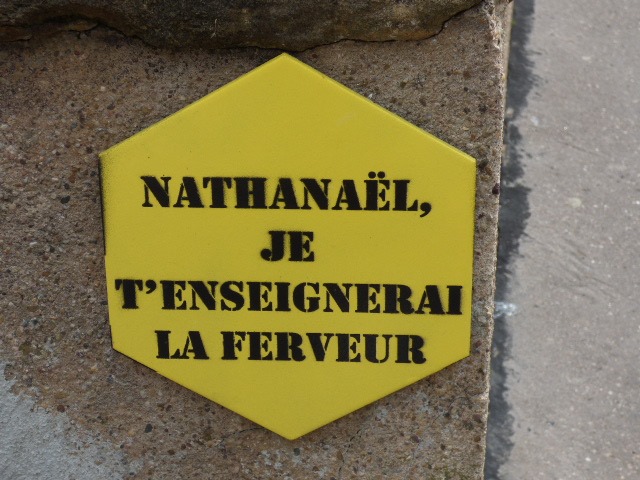 NATHANAËL,
JE
T'ENSEIGNERAI
LA FERVEUR